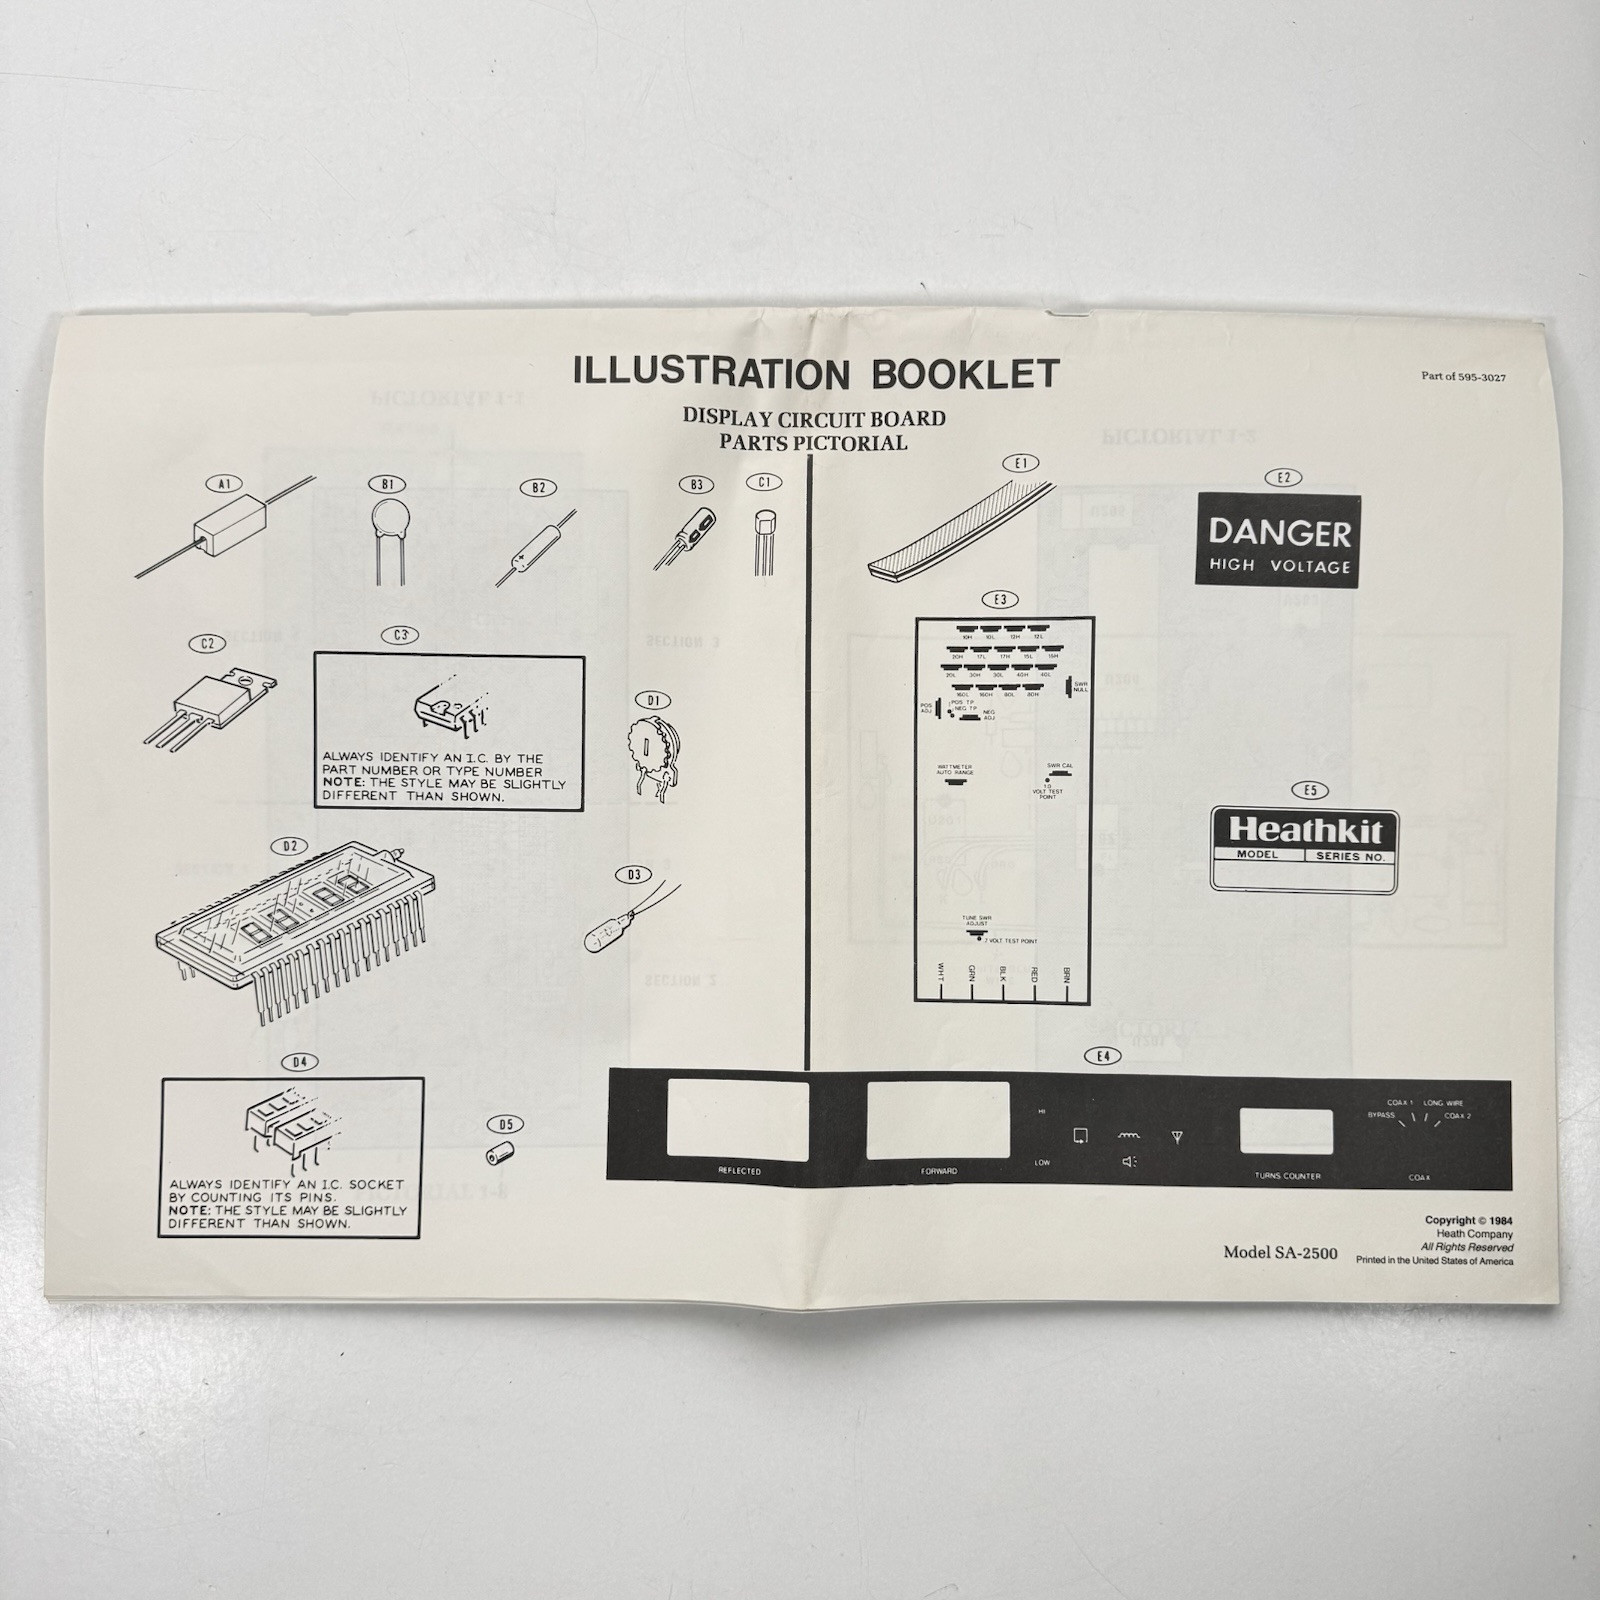 ILLUSTRATION BOOKLET
Part of 595-3027
DISPLAY CIRCUIT BOARD
PARTS PICTORIAL
A1
B1
B2
B3
C1
C2
C3
ALWAYS IDENTIFY AN I.C. BY THE
PART NUMBER OR TYPE NUMBER
NOTE: THE STYLE MAY BE SLIGHTLY
DIFFERENT THAN SHOWN.
D1
D2
D3
D4
ALWAYS IDENTIFY AN I.C. SOCKET
BY COUNTING ITS PINS.
NOTE: THE STYLE MAY BE SLIGHTLY
DIFFERENT THAN SHOWN.
D5
E1
E2
DANGER
HIGH VOLTAGE
E3
10H 10L 12H 12L
20H 17L 17H 15L 15H
20L 30H 30L 40H 40L
160L 160H 80L 80H
SWR
NULL
POS
ADJ
POS TP
NEG TP
NEG
ADJ
WATTMETER
AUTO RANGE
SWR CAL
1.0
VOLT TEST
POINT
TUNE SWR
ADJUST
.7 VOLT TEST POINT
WHT GRN BLK RED BRN
E5
Heathkit
MODEL SERIES NO.
E4
REFLECTED
FORWARD
HI
LOW
TURNS COUNTER
COAX 1 LONG WIRE
BYPASS COAX 2
COAX
Model SA-2500
Copyright © 1984
Heath Company
All Rights Reserved
Printed in the United States of America